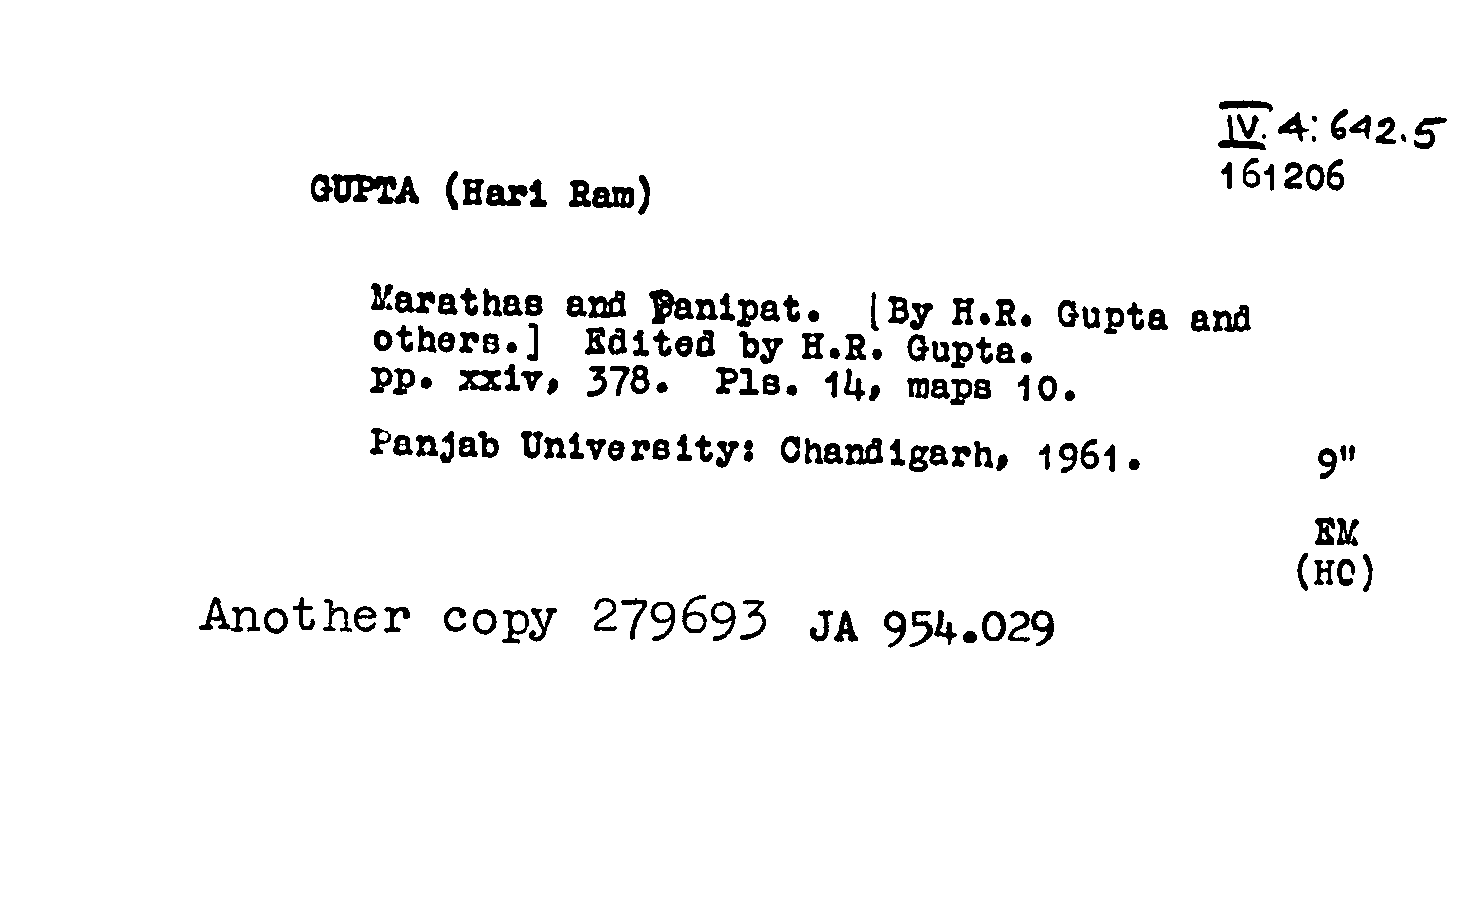 IV. 4: 642.5
161206
GUPTA (Hari Ram)
Marathas and Panipat. [By H.R. Gupta and
others.] Edited by H.R. Gupta.
pp. xxiv, 378. Pls. 14, maps 10.
Panjab University: Chandigarh, 1961.
9"
EM
(HC)
Another copy 279693 JA 954.029